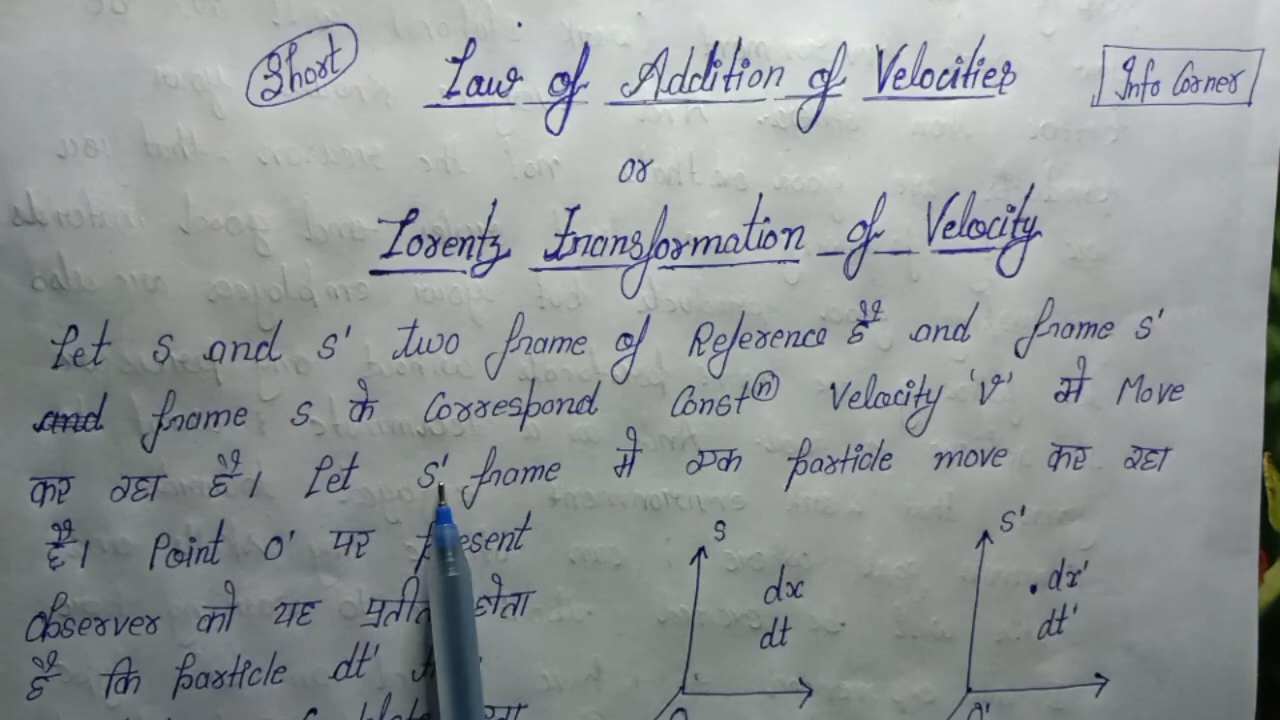 Short
Law of Addition of Velocities
Info Corner
or
Lorentz Transformation of Velocity
Let S and S' two frame of Reference है and frame S'
and frame S के Correspond Const(n) Velocity 'V' से Move
कर रहा है। Let S' frame में एक particle move कर रहा
है। Point O' पर present
Observer को यह प्रतीत होता
है कि particle dt'
S
dx
dt
O
S'
.dx'
dt'
O'